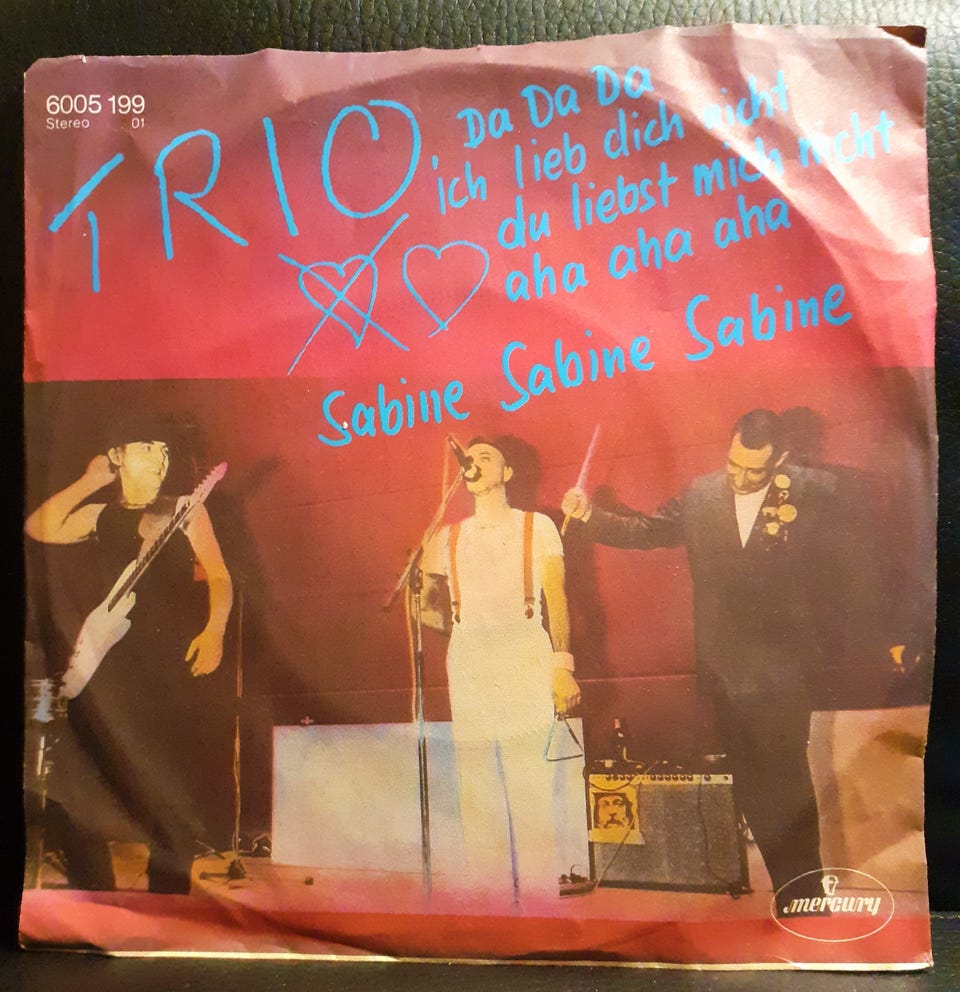 6005 199
Stereo 01
TRIO, Da Da Da
ich lieb dich nicht
du liebst mich nicht
aha aha aha
Sabine Sabine Sabine
mercury